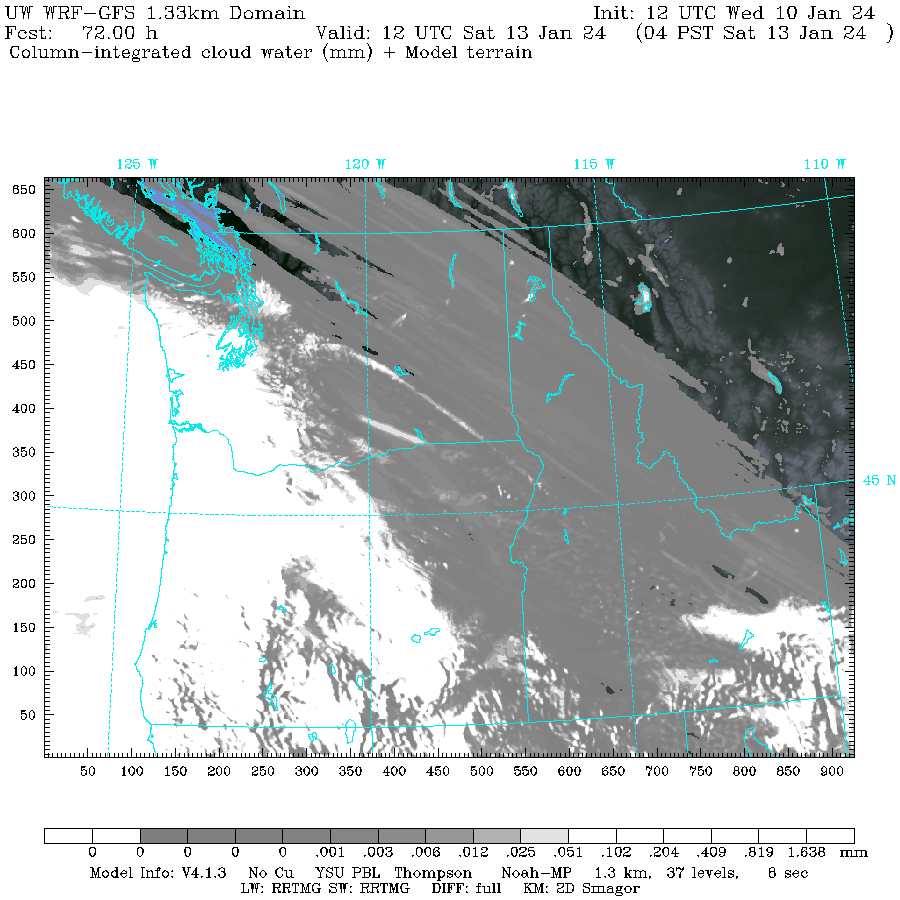 UW WRF-GFS 1.33km Domain Init: 12 UTC Wed 10 Jan 24
Fcst: 72.00 h Valid: 12 UTC Sat 13 Jan 24 (04 PST Sat 13 Jan 24 )
Column-integrated cloud water (mm) + Model terrain
125 W 120 W 115 W 110 W
650
600
550
500
450
400
350
45 N
300
250
200
150
100
50
50 100 150 200 250 300 350 400 450 500 550 600 650 700 750 800 850 900
0 0 0 0 0 .001 .003 .006 .012 .025 .051 .102 .204 .409 .819 1.638 mm
Model Info: V4.1.3 No Cu YSU PBL Thompson Noah-MP 1.3 km, 37 levels, 8 sec
LW: RRTMG SW: RRTMG DIFF: full KM: 2D Smagor